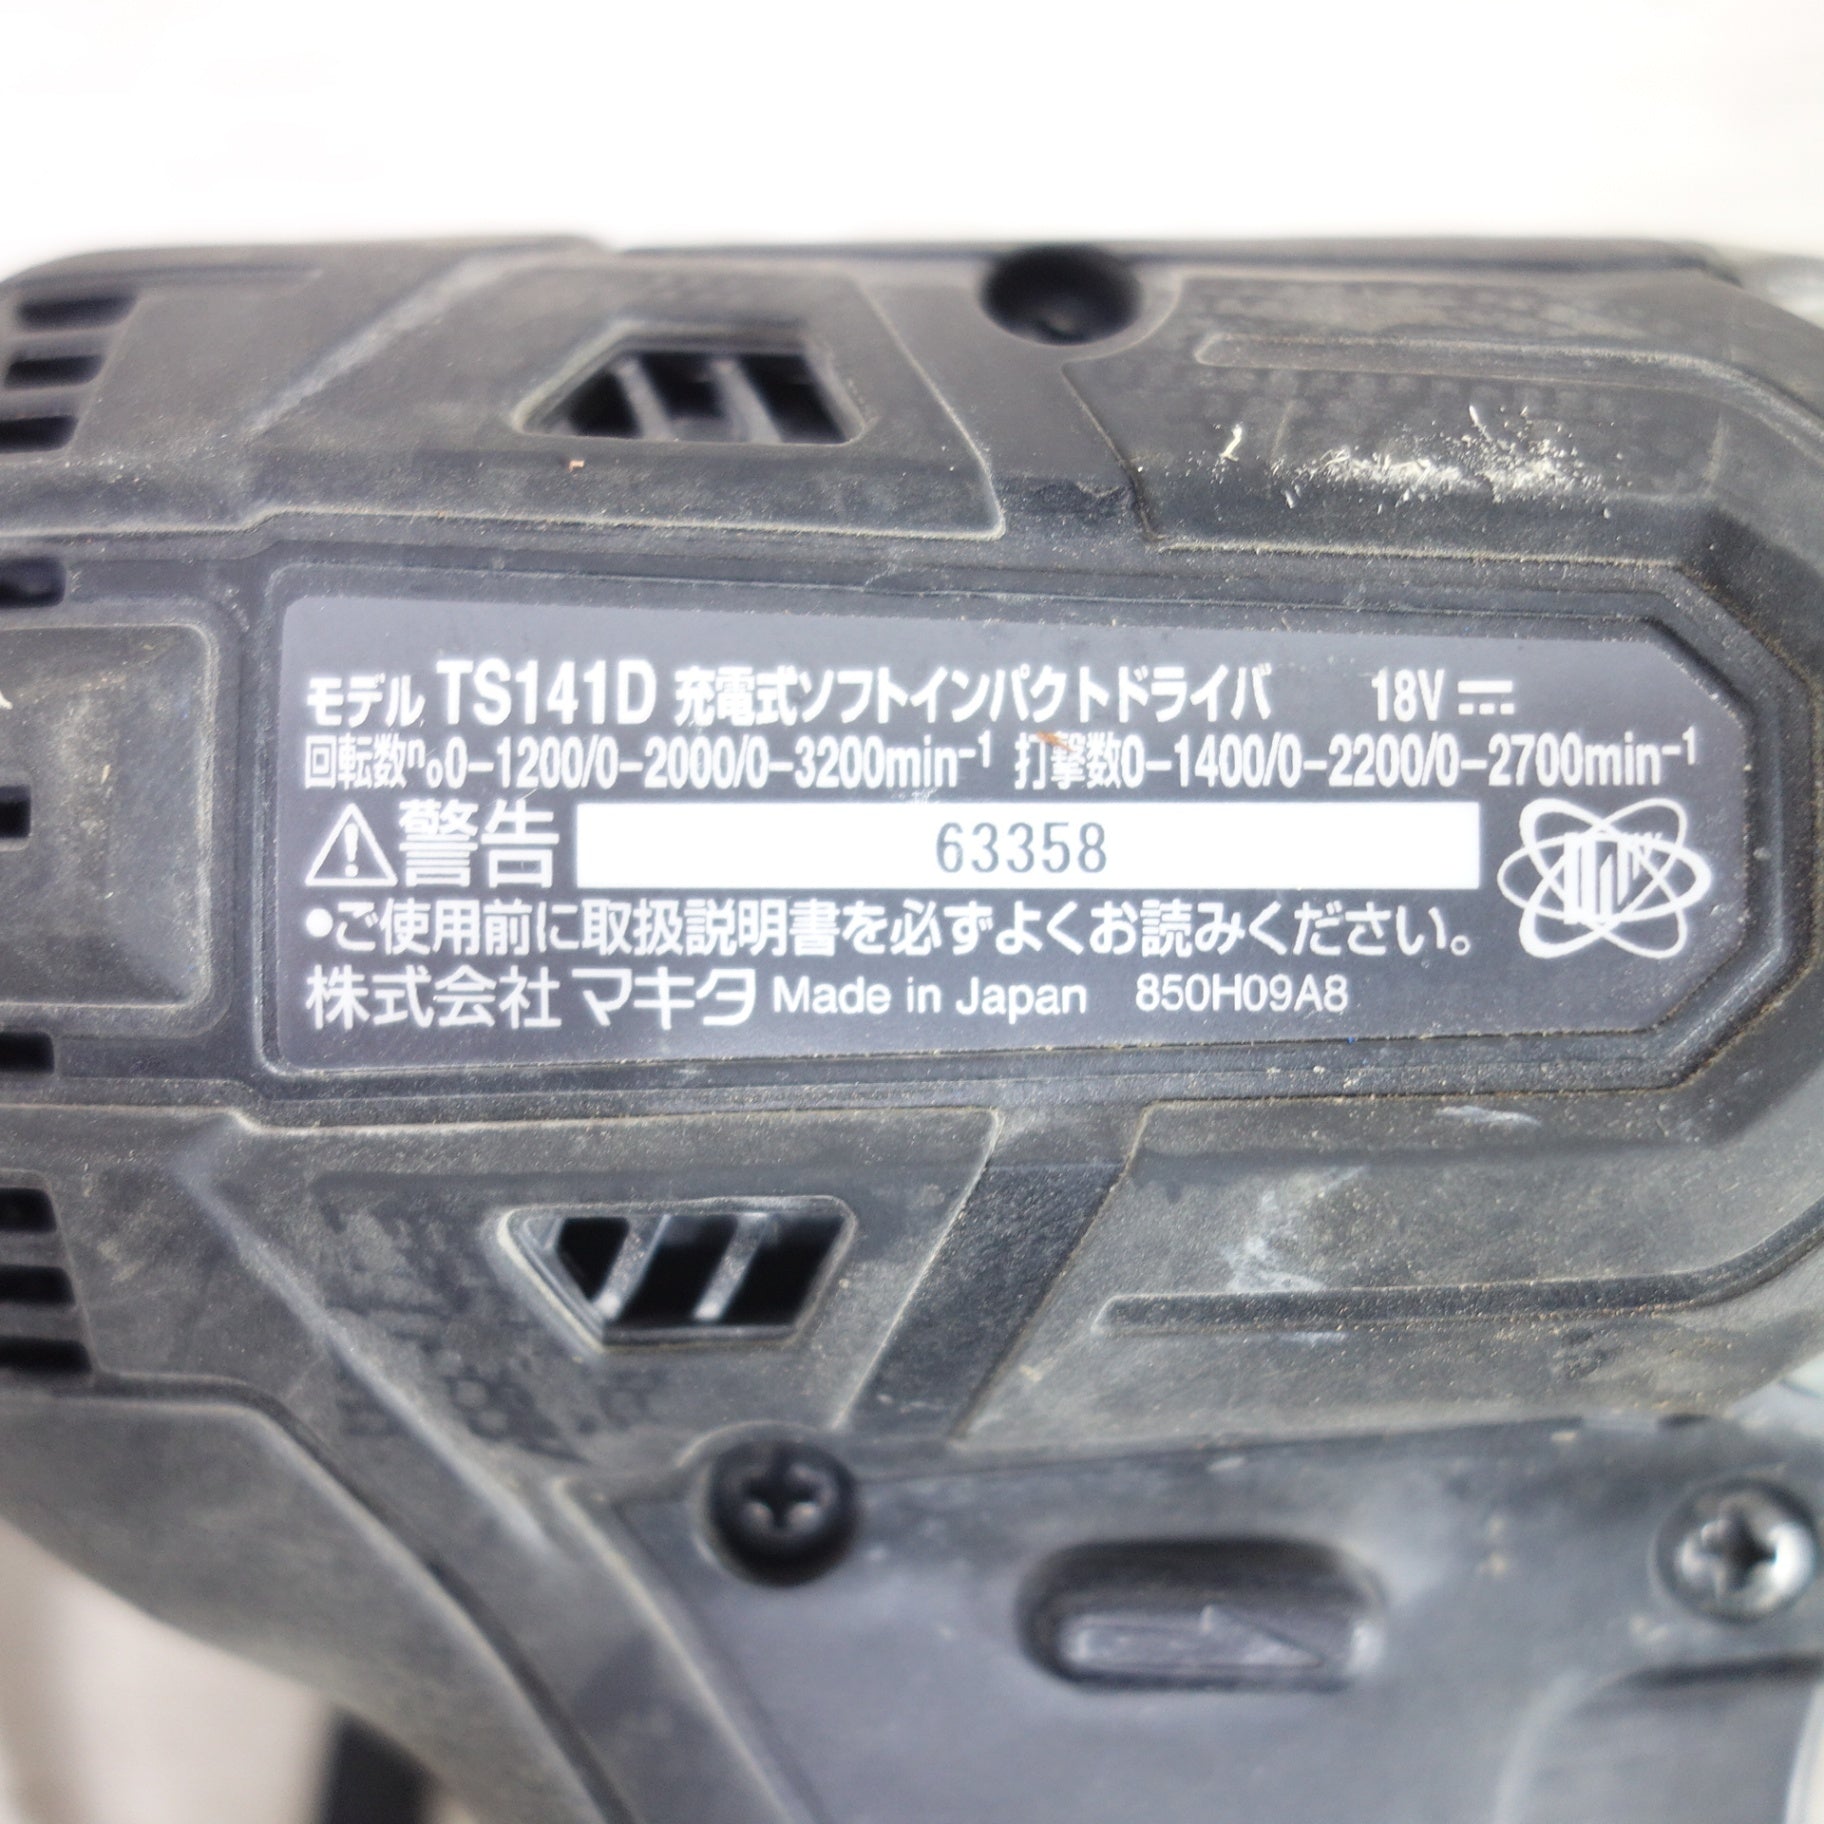 モデル TS141D 充電式ソフトインパクトドライバ 18V⎓
回転数n₀0-1200/0-2000/0-3200min⁻¹ 打撃数0-1400/0-2200/0-2700min⁻¹
⚠警告 63358
●ご使用前に取扱説明書を必ずよくお読みください。
株式会社マキタ Made in Japan 850H09A8